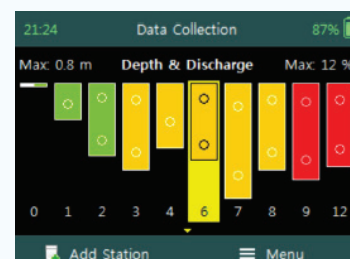 21:24 Data Collection 87%
Max: 0.8 m Depth & Discharge Max: 12 %
0 1 2 3 4 6 7 8 9 12
Add Station Menu